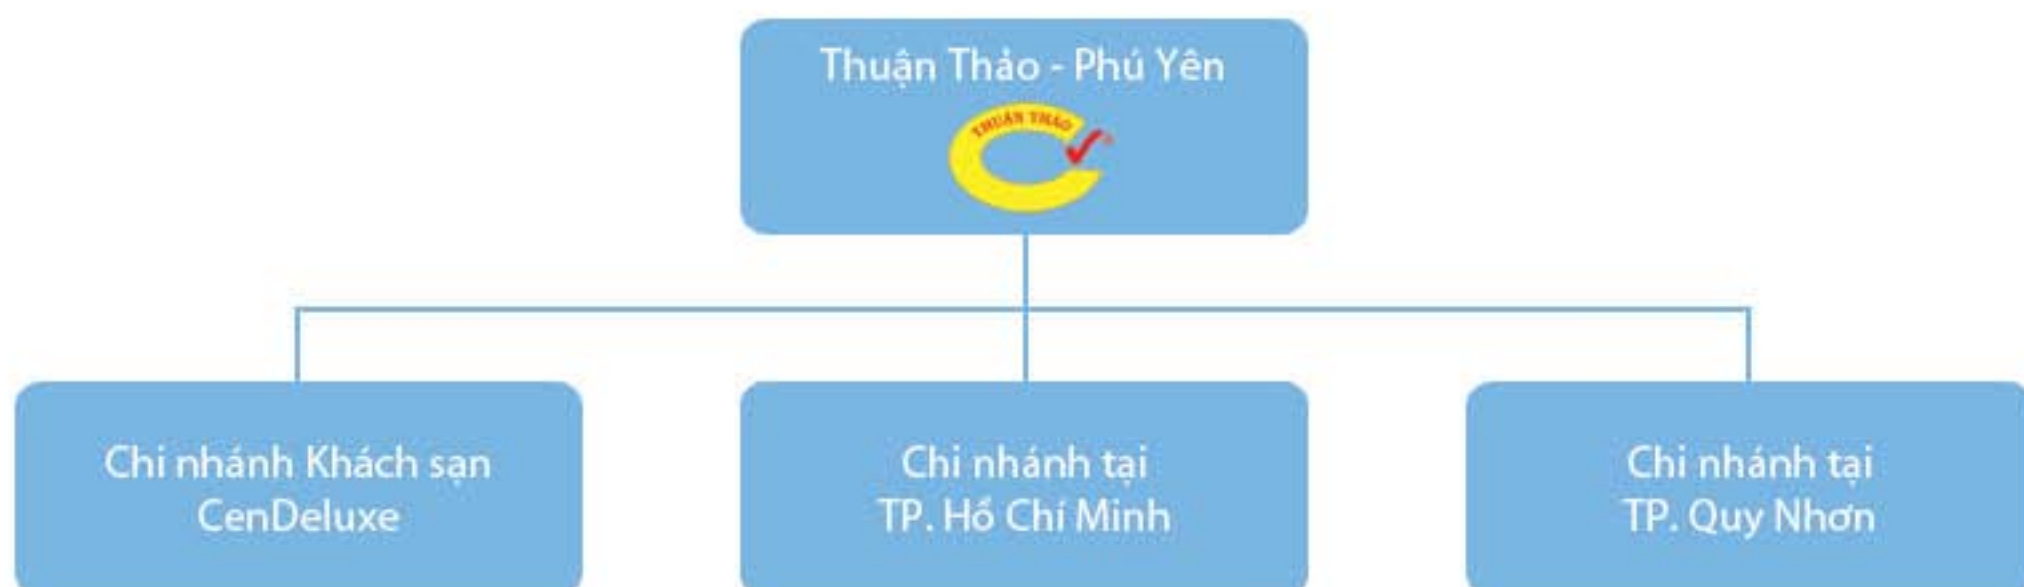 Thuận Thảo - Phú Yên
THUẬN THẢO
Chi nhánh Khách sạn
CenDeluxe
Chi nhánh tại
TP. Hồ Chí Minh
Chi nhánh tại
TP. Quy Nhơn